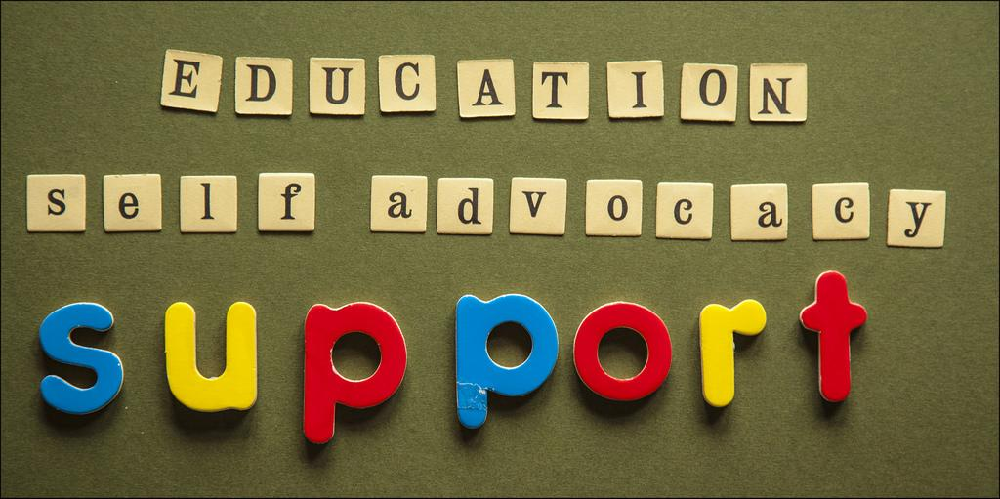 EDUCATION
self advocacy
support